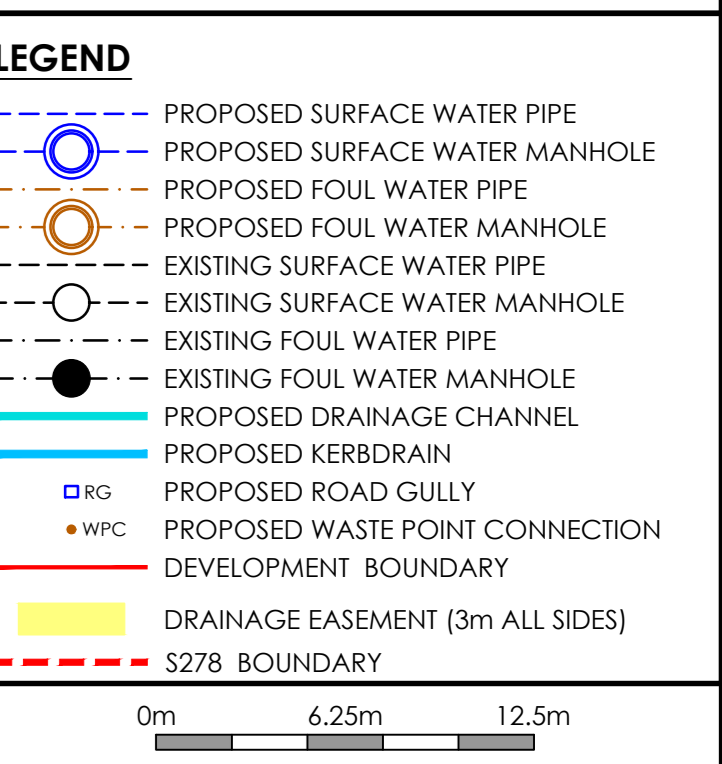 LEGEND
PROPOSED SURFACE WATER PIPE
PROPOSED SURFACE WATER MANHOLE
PROPOSED FOUL WATER PIPE
PROPOSED FOUL WATER MANHOLE
EXISTING SURFACE WATER PIPE
EXISTING SURFACE WATER MANHOLE
EXISTING FOUL WATER PIPE
EXISTING FOUL WATER MANHOLE
PROPOSED DRAINAGE CHANNEL
PROPOSED KERBDRAIN
RG PROPOSED ROAD GULLY
WPC PROPOSED WASTE POINT CONNECTION
DEVELOPMENT BOUNDARY
DRAINAGE EASEMENT (3m ALL SIDES)
S278 BOUNDARY
0m 6.25m 12.5m